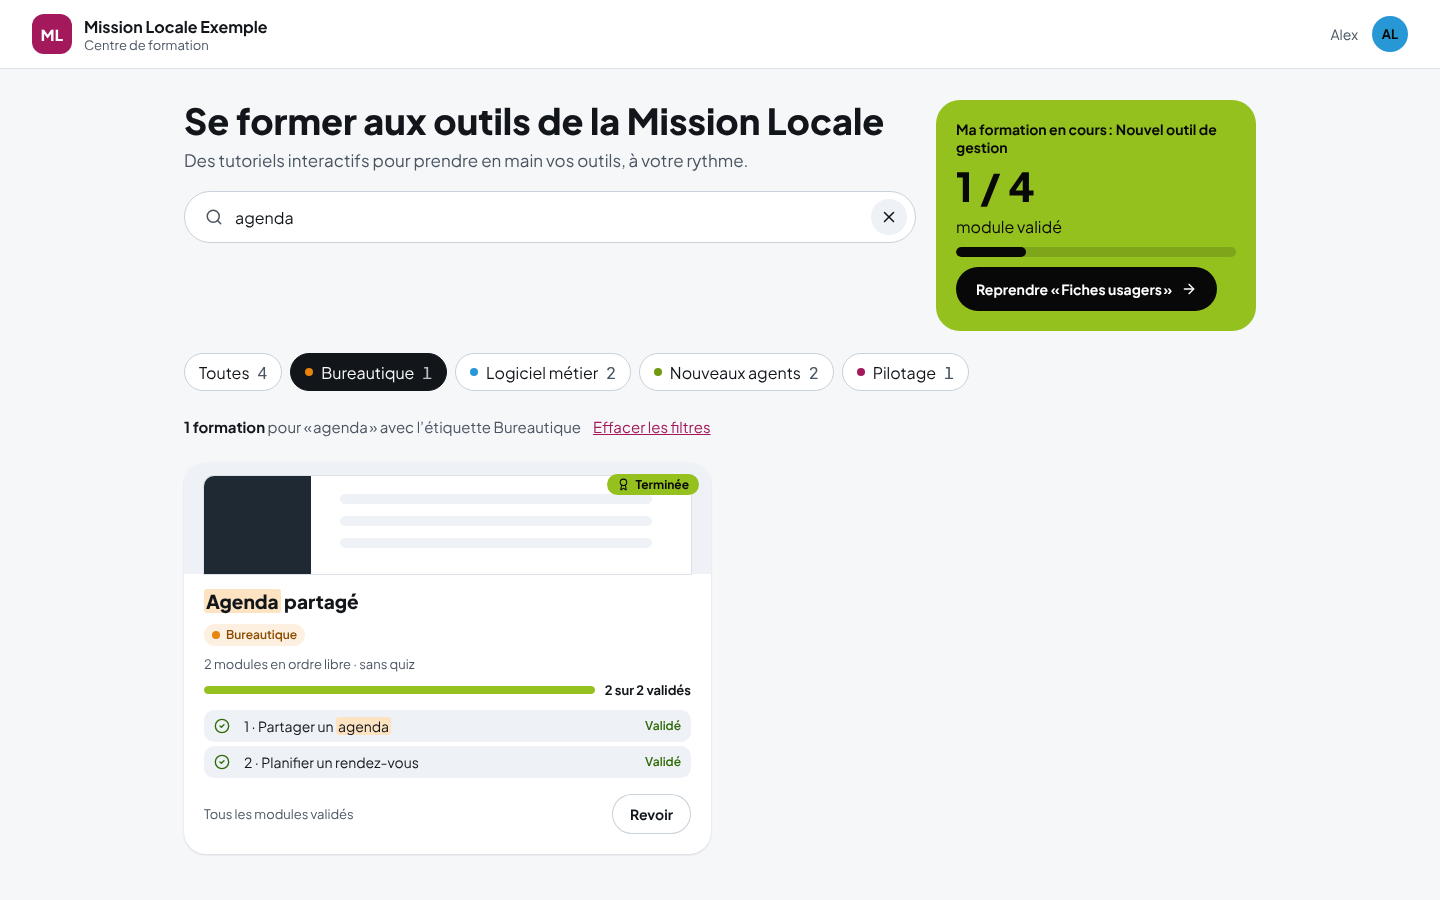 ML
Mission Locale Exemple
Centre de formation
Alex
AL
Se former aux outils de la Mission Locale
Des tutoriels interactifs pour prendre en main vos outils, à votre rythme.
agenda
Ma formation en cours : Nouvel outil de
gestion
1 / 4
module validé
Reprendre « Fiches usagers »
Toutes 4
Bureautique 1
Logiciel métier 2
Nouveaux agents 2
Pilotage 1
1 formation pour « agenda » avec l’étiquette Bureautique Effacer les filtres
Terminée
Agenda partagé
Bureautique
2 modules en ordre libre · sans quiz
2 sur 2 validés
1 · Partager un agenda Validé
2 · Planifier un rendez-vous Validé
Tous les modules validés
Revoir